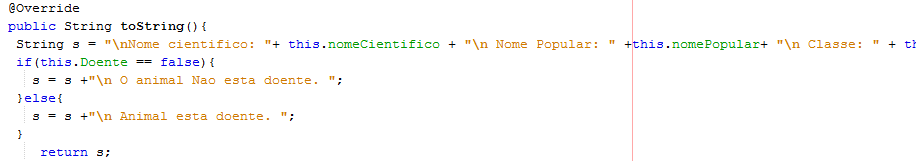 @Override
public String toString(){
String s = "\nNome cientifico: "+ this.nomeCientifico + "\n Nome Popular: " +this.nomePopular+ "\n Classe: " + th
if(this.Doente == false){
s = s +"\n O animal Nao esta doente. ";
}else{
s = s +"\n Animal esta doente. ";
}
return s;